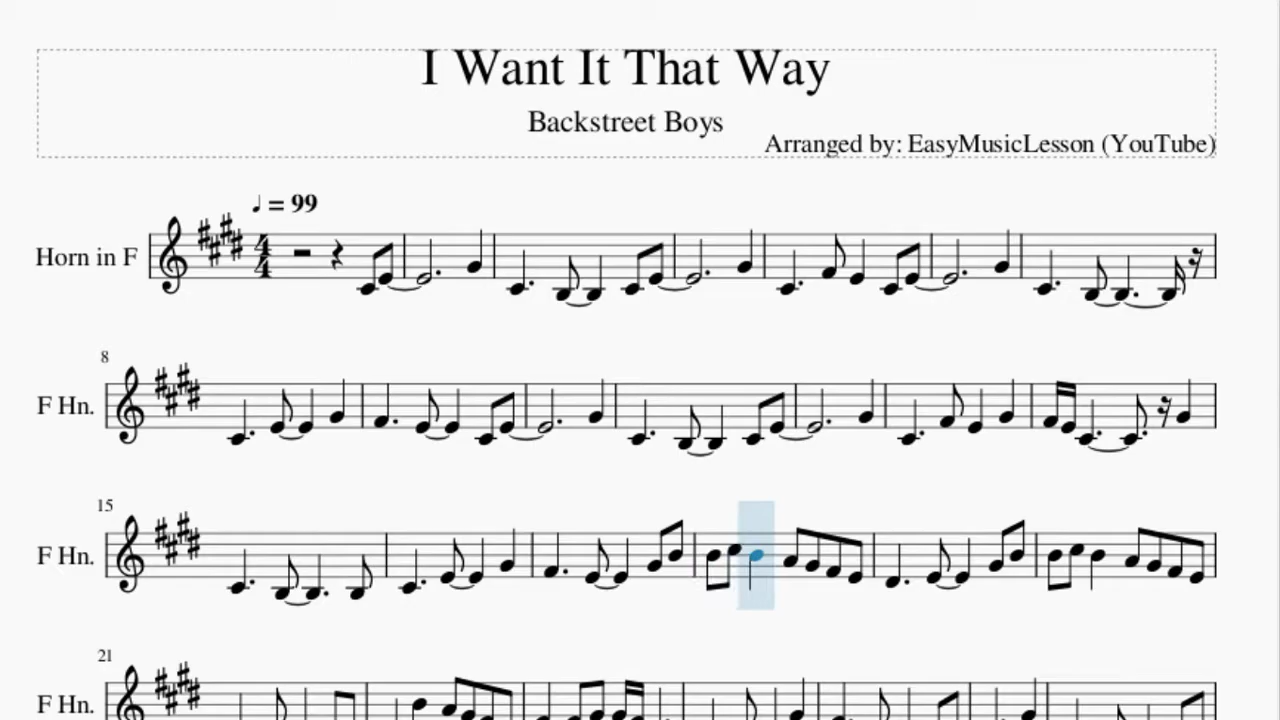 I Want It That Way
Backstreet Boys
Arranged by: EasyMusicLesson (YouTube)
♩ = 99
Horn in F
4
4
8
F Hn.
15
F Hn.
21
F Hn.